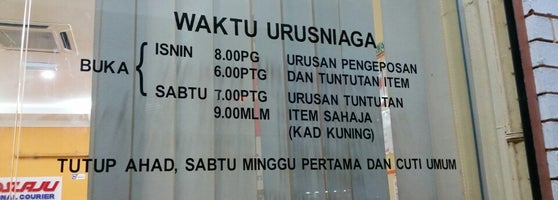 WAKTU URUSNIAGA
BUKA { ISNIN 8.00PG URUSAN PENGEPOSAN
6.00PTG DAN TUNTUTAN ITEM
SABTU 7.00PTG URUSAN TUNTUTAN
9.00MLM ITEM SAHAJA
(KAD KUNING)
TUTUP AHAD, SABTU MINGGU PERTAMA DAN CUTI UMUM
COURIER